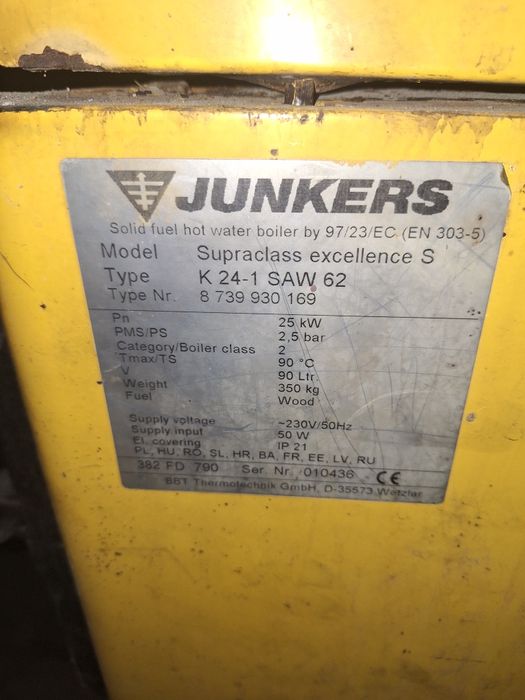 JUNKERS
Solid fuel hot water boiler by 97/23/EC (EN 303-5)
Model Supraclass excellence S
Type K 24-1 SAW 62
Type Nr. 8 739 930 169
Pn 25 kW
PMS/PS 2,5 bar
Category/Boiler class 2
Tmax/TS 90 °C
V 90 Ltr.
Weight 350 kg
Fuel Wood
Supply voltage ~230V/50Hz
Supply input 50 W
El. covering IP 21
PL, HU, RO, SL, HR, BA, FR, EE, LV, RU
382 FD 790 Ser Nr. 010436 CE
BBT Thermotechnik GmbH, D-35573 Wetzlar